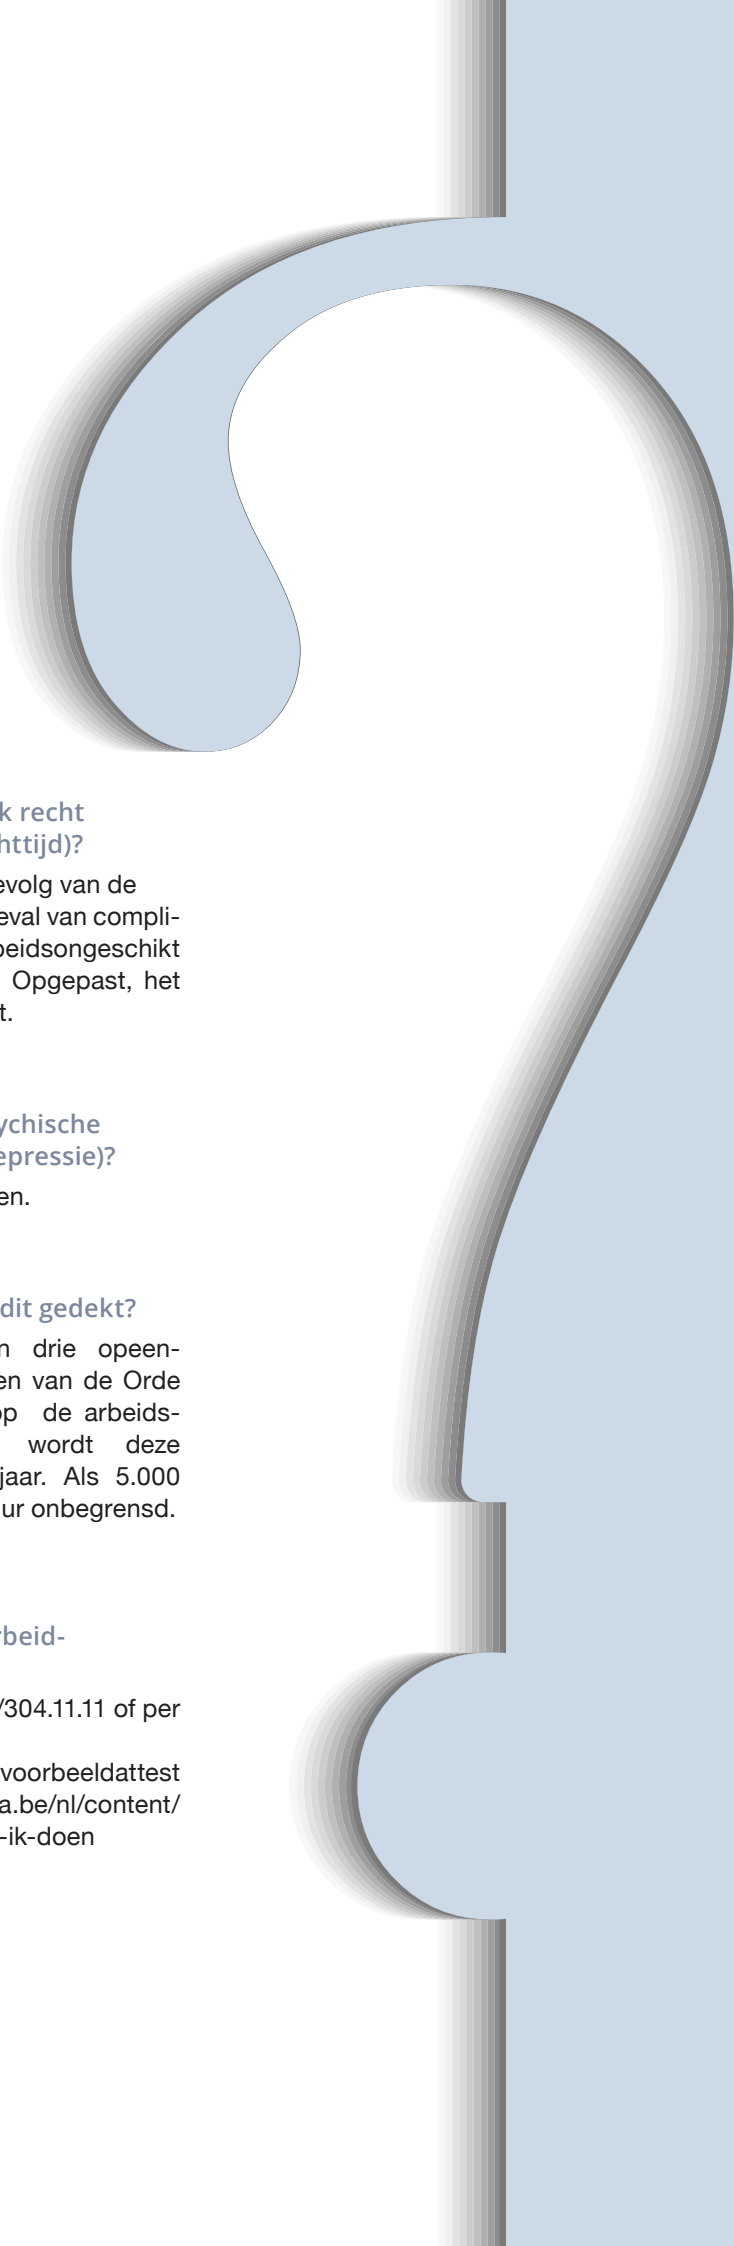 k recht
httijd)?
evolg van de
eval van compli-
beidsongeschikt
Opgepast, het
t.
ychische
epressie)?
en.
dit gedekt?
n drie opeen-
en van de Orde
op de arbeids-
wordt deze
jaar. Als 5.000
ur onbegrensd.
rbeid-
/304.11.11 of per
voorbeeldattest
a.be/nl/content/
-ik-doen